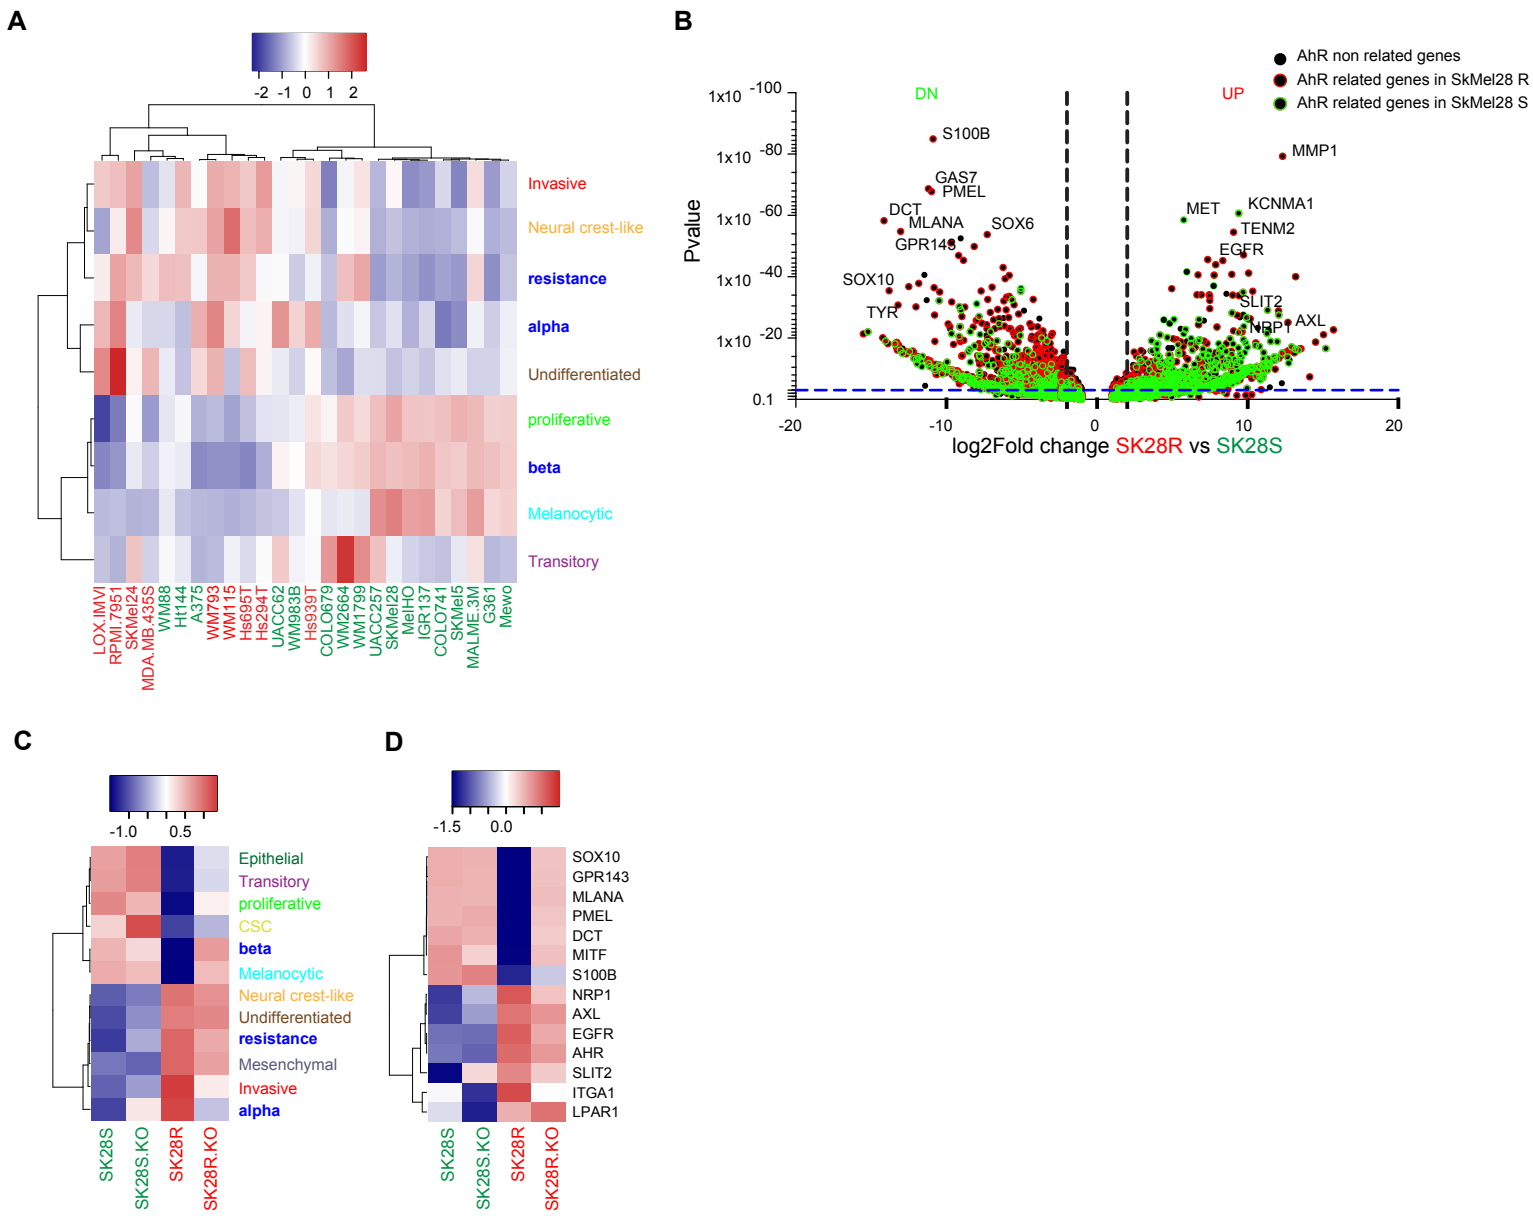 A
-2 -1 0 1 2
Invasive
Neural crest-like
resistance
alpha
Undifferentiated
proliferative
beta
Melanocytic
Transitory
LOX.IMVI
RPMI.7951
SKMel24
MDA.MB.435S
WM88
Ht144
A375
WM793
WM115
Hs695T
Hs294T
UACC62
WM983B
Hs939T
COLO679
WM2664
WM1799
UACC257
SKMel28
MelHO
IGR137
COLO741
SKMel5
MALME.3M
G361
Mewo
B
AhR non related genes
AhR related genes in SkMel28 R
AhR related genes in SkMel28 S
DN
UP
Pvalue
1x10 -100
1x10 -80
1x10 -60
1x10 -40
1x10 -20
0.1
S100B
GAS7
PMEL
DCT
MLANA
SOX6
GPR143
SOX10
TYR
MMP1
MET
KCNMA1
TENM2
EGFR
SLIT2
NRP1
AXL
-20 -10 0 10 20
log2Fold change SK28R vs SK28S
C
-1.0 0.5
Epithelial
Transitory
proliferative
CSC
beta
Melanocytic
Neural crest-like
Undifferentiated
resistance
Mesenchymal
Invasive
alpha
SK28S
SK28S.KO
SK28R
SK28R.KO
D
-1.5 0.0
SOX10
GPR143
MLANA
PMEL
DCT
MITF
S100B
NRP1
AXL
EGFR
AHR
SLIT2
ITGA1
LPAR1
SK28S
SK28S.KO
SK28R
SK28R.KO